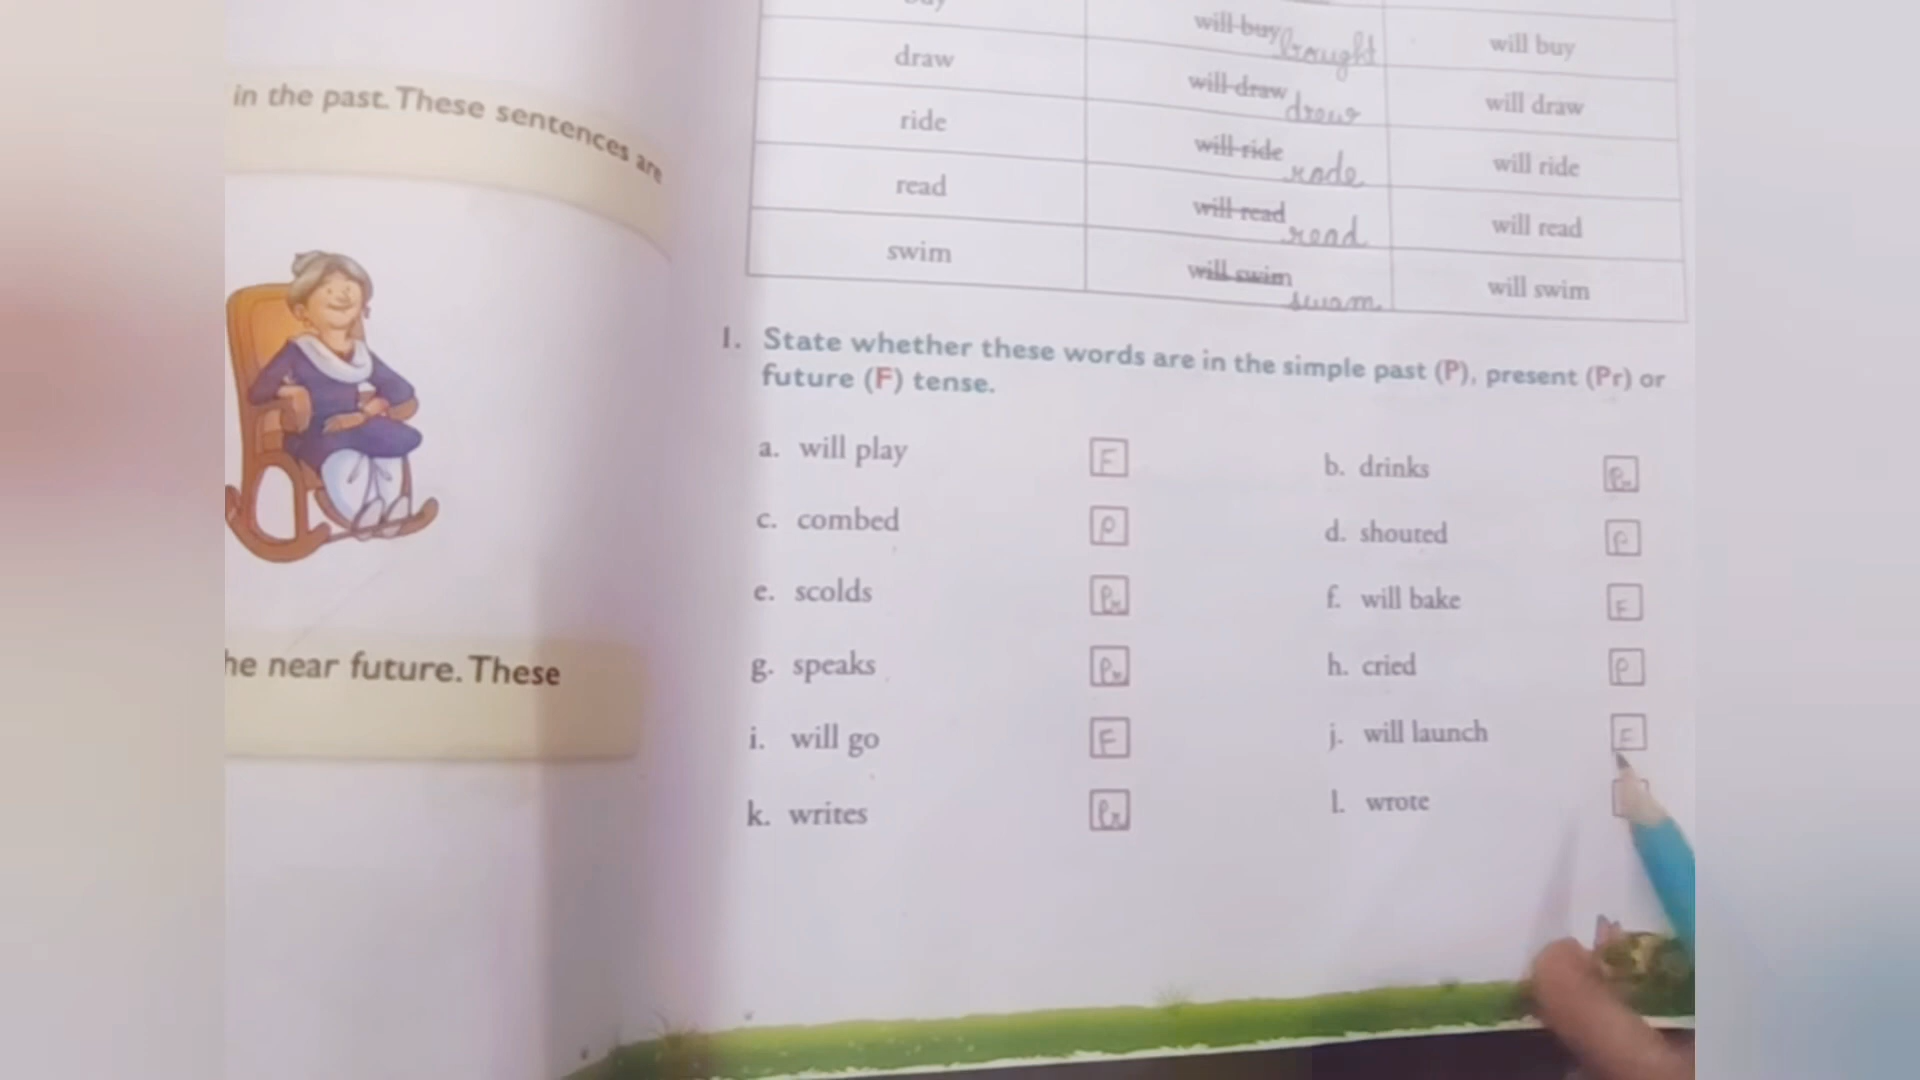 in the past. These sentences are
he near future. These
will buy bought will buy
draw will draw drew will draw
ride will ride rode will ride
read will read read will read
swim will swim swam will swim
1. State whether these words are in the simple past (P), present (Pr) or
future (F) tense.
a. will play F b. drinks Pr
c. combed P d. shouted P
e. scolds Pr f. will bake F
g. speaks Pr h. cried P
i. will go F j. will launch F
k. writes Pr l. wrote